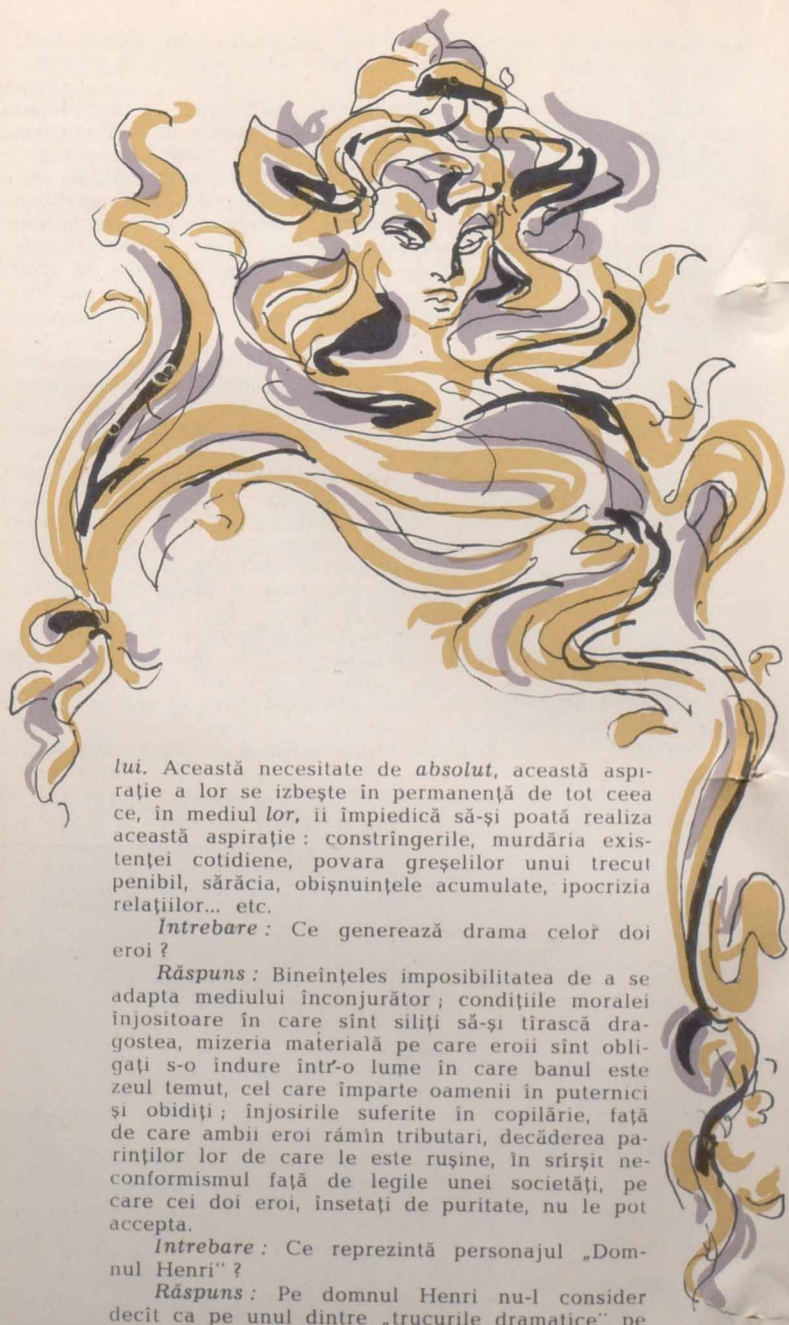 lui. Această necesitate de absolut, această aspi-
rație a lor se izbește în permanență de tot ceea
ce, în mediul lor, îi împiedică să-și poată realiza
această aspirație : constrîngerile, murdăria exis-
tenței cotidiene, povara greșelilor unui trecut
penibil, sărăcia, obișnuințele acumulate, ipocrizia
relațiilor... etc.
Intrebare : Ce generează drama celor doi
eroi ?
Răspuns : Bineînțeles imposibilitatea de a se
adapta mediului înconjurător ; condițiile moralei
înjositoare în care sînt siliți să-și tîrască dra-
gostea, mizeria materială pe care eroii sînt obli-
gați s-o îndure într-o lume în care banul este
zeul temut, cel care împarte oamenii în puternici
și obidiți ; înjosirile suferite în copilărie, față
de care ambii eroi rămîn tributari, decăderea pa-
rinților lor de care le este rușine, în srîrșit ne-
conformismul față de legile unei societăți, pe
care cei doi eroi, însetați de puritate, nu le pot
accepta.
Intrebare : Ce reprezintă personajul „Dom-
nul Henri" ?
Răspuns : Pe domnul Henri nu-l consider
decît ca pe unul dintre „trucurile dramatice" pe